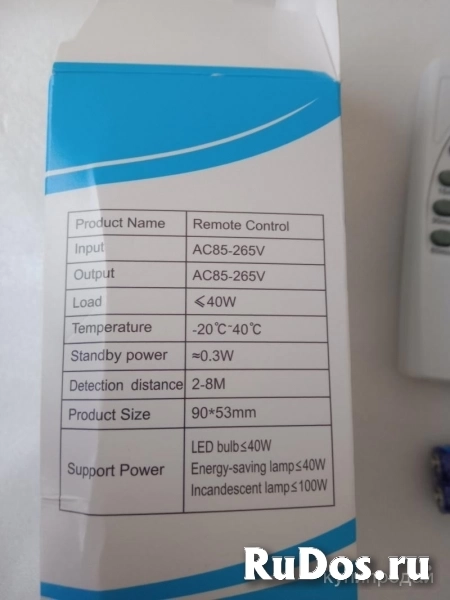 Product Name Remote Control
Input AC85-265V
Output AC85-265V
Load ≤40W
Temperature -20℃-40℃
Standby power ≈0.3W
Detection distance 2-8M
Product Size 90*53mm
Support Power LED bulb≤40W
Energy-saving lamp≤40W
Incandescent lamp≤100W
RuDos.ru